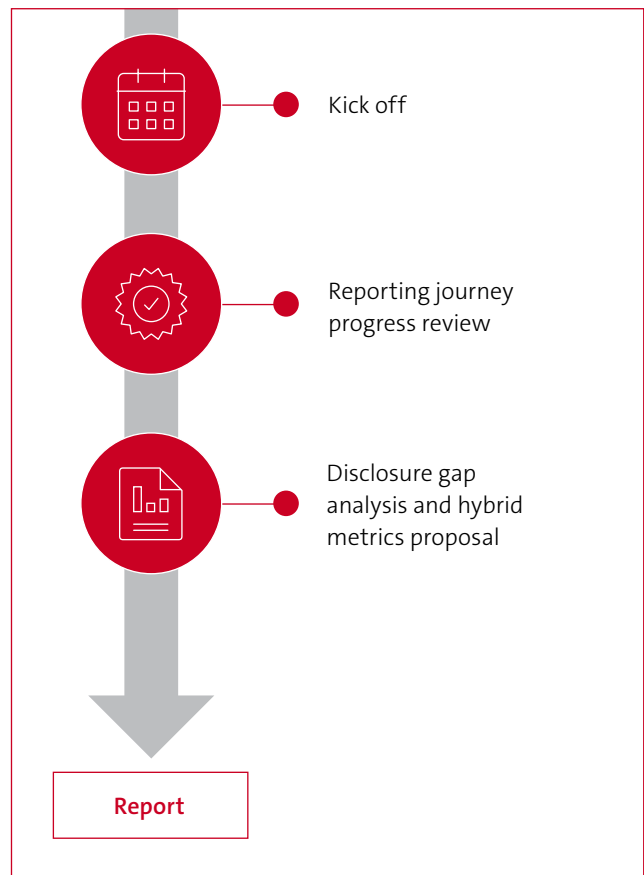 Kick off
Reporting journey
progress review
Disclosure gap
analysis and hybrid
metrics proposal
Report